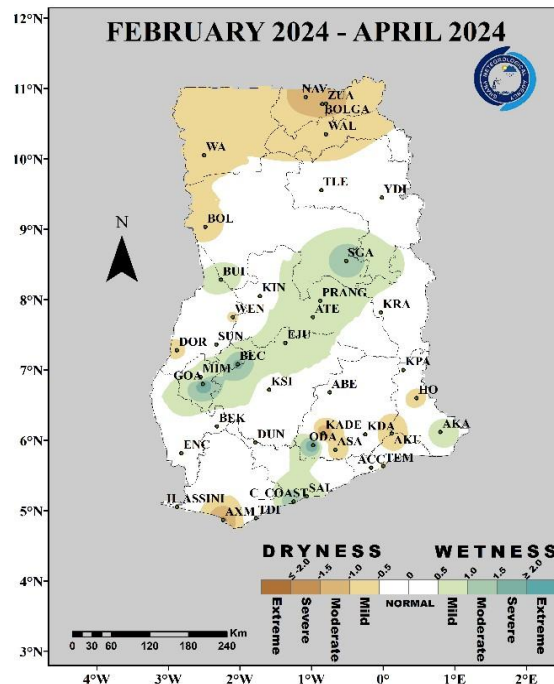 FEBRUARY 2024 - APRIL 2024
12°N
11°N
10°N
9°N
8°N
7°N
6°N
5°N
4°N
3°N
GHANA METEOROLOGICAL AGENCY
NAV
ZUA
BOLGA
WAL
WA
TLE
YDI
BOL
N
SGA
BUI
KIN
PRANG
WEN
ATE
KRA
DOR
SUN
EJU
BEC
MIM
GOA
KPA
KSI
ABE
HO
BEK
KADE
KDA
AKA
DUN
ODA
ASA
AKU
ENC
ACC
TEM
C_COAST
SAL
AXM
TDI
DRYNESS WETNESS
≤ -2.0 -1.5 -1.0 -0.5 0 0.5 1.0 1.5 ≥ 2.0
Extreme Severe Moderate Mild NORMAL Mild Moderate Severe Extreme
Km
0 30 60 120 180 240
4°W 3°W 2°W 1°W 0° 1°E 2°E